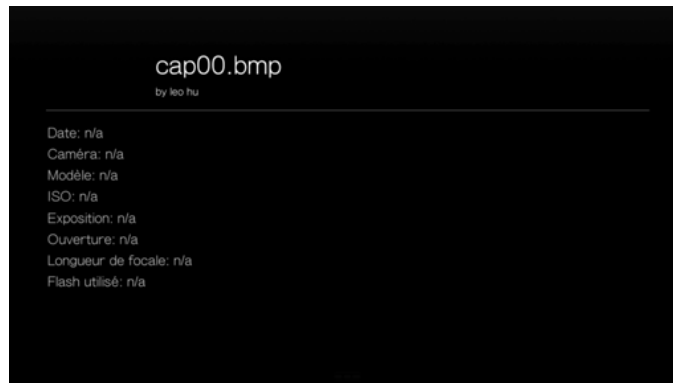 cap00.bmp
by leo hu
Date: n/a
Caméra: n/a
Modèle: n/a
ISO: n/a
Exposition: n/a
Ouverture: n/a
Longueur de focale: n/a
Flash utilisé: n/a